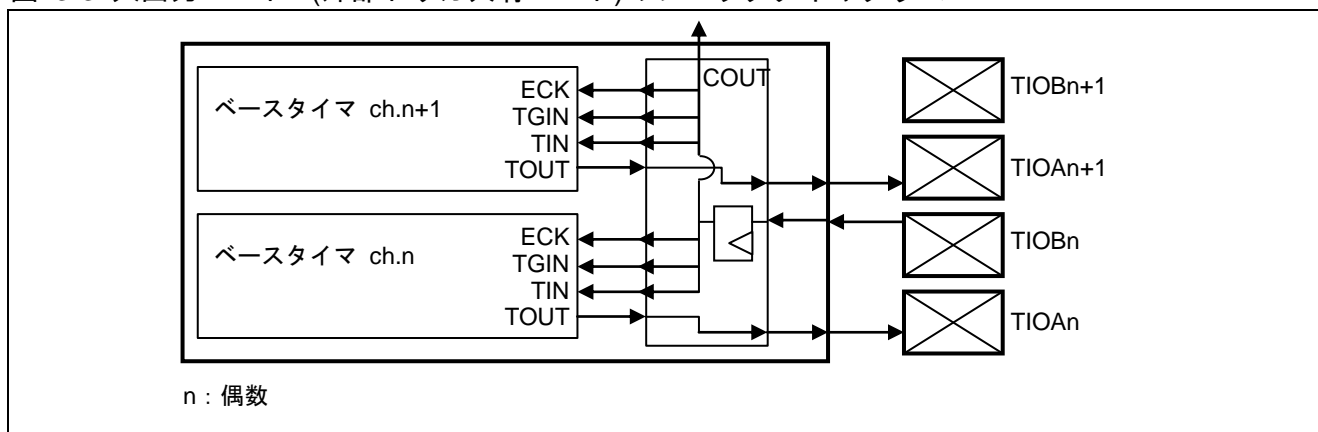 COUT
ベースタイマ ch.n+1
ECK
TGIN
TIN
TOUT
TIOBn+1
TIOAn+1
ベースタイマ ch.n
ECK
TGIN
TIN
TOUT
TIOBn
TIOAn
n：偶数